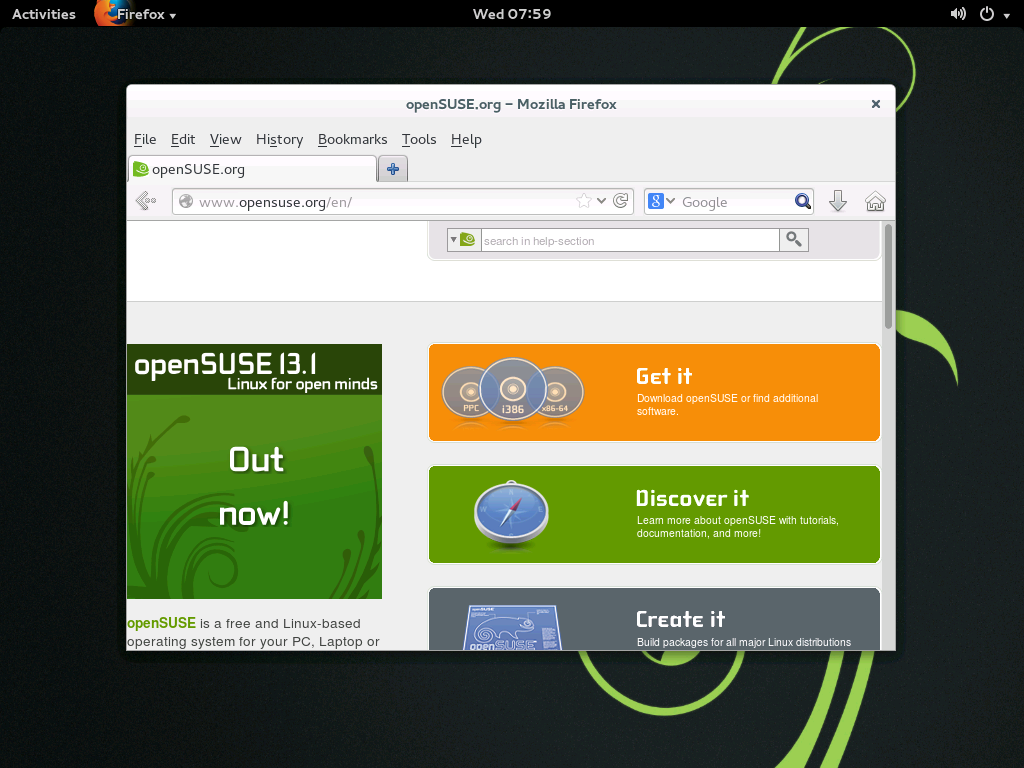 Activities Firefox Wed 07:59
openSUSE.org – Mozilla Firefox
File Edit View History Bookmarks Tools Help
openSUSE.org
www.opensuse.org/en/ 8 Google
search in help-section
openSUSE 13.1
Linux for open minds
Out
now!
openSUSE is a free and Linux-based
operating system for your PC, Laptop or
PPC i386 x86-64
Get it
Download openSUSE or find additional
software.
Discover it
Learn more about openSUSE with tutorials,
documentation, and more!
openSUSE
openSUSE
Create it
Build packages for all major Linux distributions